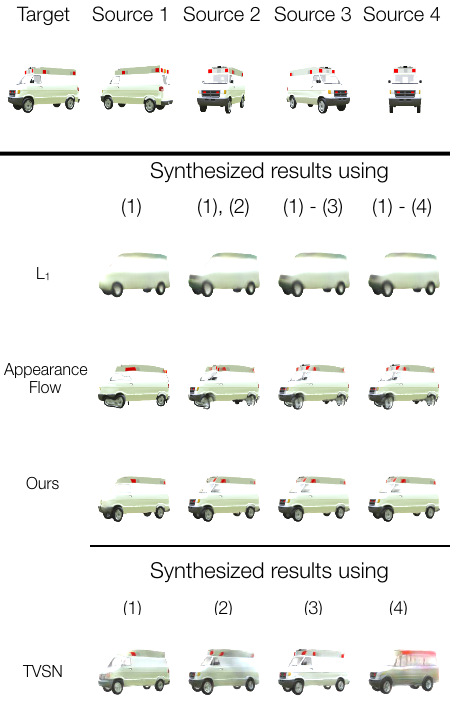 Target Source 1 Source 2 Source 3 Source 4
Synthesized results using
(1) (1), (2) (1) - (3) (1) - (4)
L₁
Appearance
Flow
Ours
Synthesized results using
(1) (2) (3) (4)
TVSN